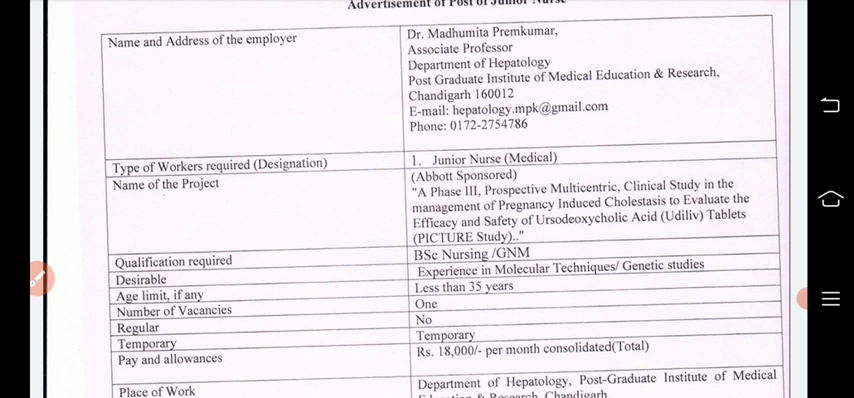 Advertisement of Post of Junior Nurse
Name and Address of the employer
Dr. Madhumita Premkumar,
Associate Professor
Department of Hepatology
Post Graduate Institute of Medical Education & Research,
Chandigarh 160012
E-mail: hepatology.mpk@gmail.com
Phone: 0172-2754786
Type of Workers required (Designation)
1. Junior Nurse (Medical)
Name of the Project
(Abbott Sponsored)
"A Phase III, Prospective Multicentric, Clinical Study in the
management of Pregnancy Induced Cholestasis to Evaluate the
Efficacy and Safety of Ursodeoxycholic Acid (Udiliv) Tablets
(PICTURE Study).."
Qualification required
BSc Nursing /GNM
Desirable
Experience in Molecular Techniques/ Genetic studies
Age limit, if any
Less than 35 years
Number of Vacancies
One
Regular
No
Temporary
Temporary
Pay and allowances
Rs. 18,000/- per month consolidated(Total)
Place of Work
Department of Hepatology, Post-Graduate Institute of Medical
Education & Research, Chandigarh